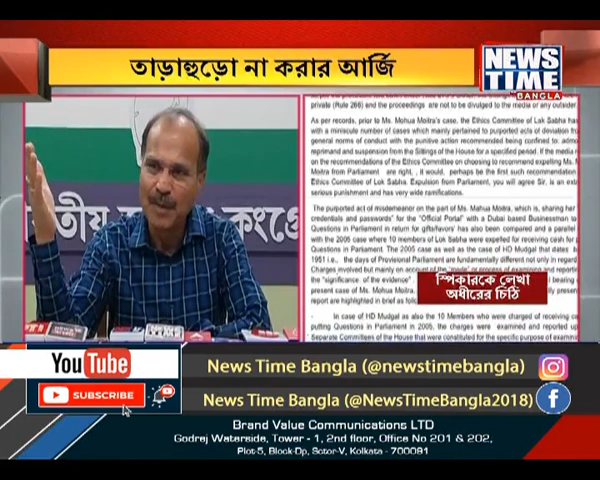 তাড়াহুড়ো না করার আর্জি
NEWS
TIME
BANGLA
তীয় কংগ্রে
private (Rule 266) and the proceedings are not to be divulged to the media or any outsider.
As per records, prior to Ms. Mahua Moitra's case, the Ethics Committee of Lok Sabha has
with a miniscule number of cases which mainly pertained to purported acts of deviation from
general norms of conduct with the punitive action recommended being confined to: admon
reprimand and suspension from the Sittings of the House for a specified period. If the media re
on the recommendations of the Ethics Committee on choosing to recommend expelling Ms. M
Moitra from Parliament are right, , it would, perhaps be the first such recommendation
Ethics Committee of Lok Sabha. Expulsion from Parliament, you will agree Sir, is an ext
serious punishment and has very wide ramifications.
The purported act of misdemeanor on the part of Ms. Mahua Moitra, which is, sharing her
credentials and passwords" for the "Official Portal" with a Dubai based Businessman to
Questions in Parliament in return for gifts/favors' has also been compared and a parallel
with the 2005 case where 10 members of Lok Sabha were expelled for receiving cash for p
Questions in Parliament. The 2005 case as well as the case of HD Mudgal that dates b
1951 i.e., the days of Provisional Parliament are fundamentally different not only in regard
Charges involved but mainly on account of the "mode" or process of examining and reporting
the "significance of the evidence".
present case of Ms. Mahua Moitra.
report are highlighted in brief as follo
স্পিকারকে লেখা
অধীরের চিঠি
In case of HD Mudgal as also the 10 Members who were charged of receiving ca
putting Questions in Parliament in 2005, the charges were examined and reported up
Separate Committees of the House that were constituted for the specific purpose of examin
NEWS
YouTube
SUBSCRIBE
News Time Bangla (@newstimebangla)
News Time Bangla (@NewsTimeBangla2018)
Brand Value Communications LTD
Godrej Waterside, Tower - 1, 2nd floor, Office No 201 & 202,
Plot-5, Block-Dp, Sector-V, Kolkata - 700091